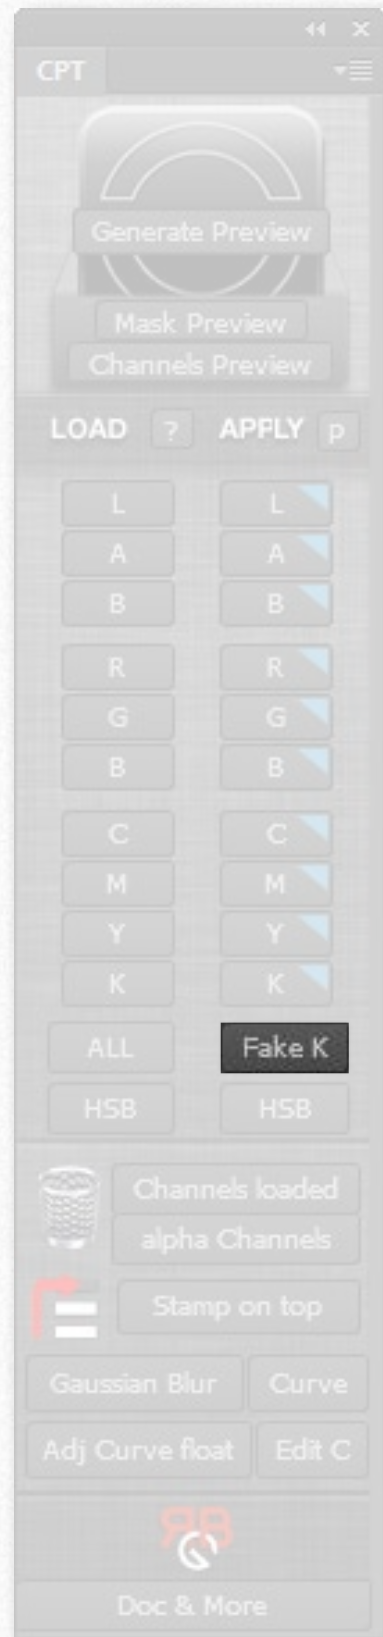 CPT
Generate Preview
Mask Preview
Channels Preview
LOAD ? APPLY p
L L
A A
B B
R R
G G
B B
C C
M M
Y Y
K K
ALL Fake K
HSB HSB
Channels loaded
alpha Channels
Stamp on top
Gaussian Blur Curve
Adj Curve float Edit C
RB
Doc & More